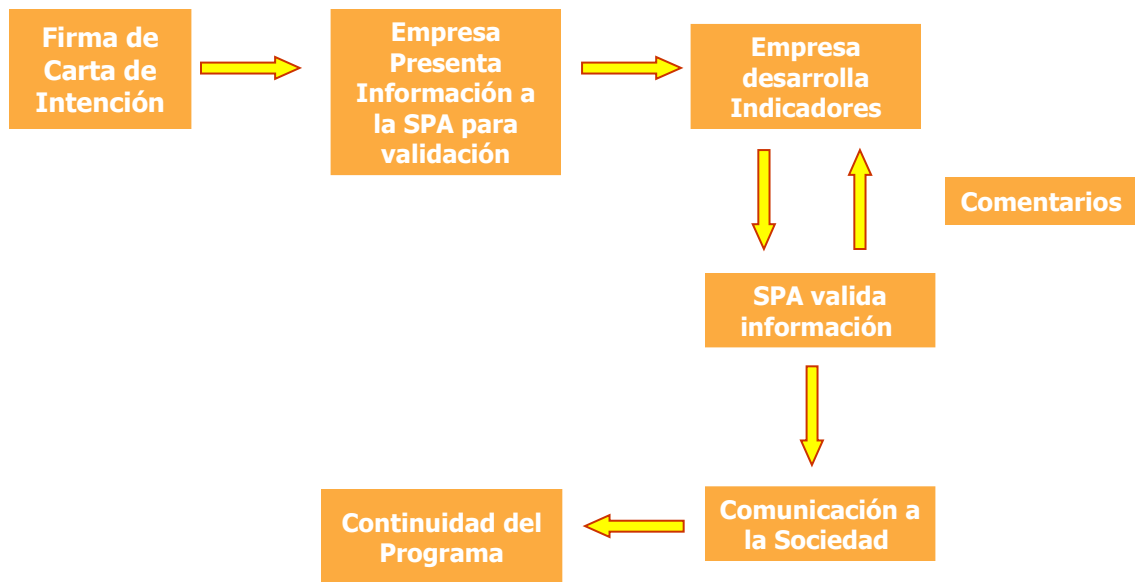 Firma de
Carta de
Intención
Empresa
Presenta
Información a
la SPA para
validación
Empresa
desarrolla
Indicadores
Comentarios
SPA valida
información
Comunicación a
la Sociedad
Continuidad del
Programa